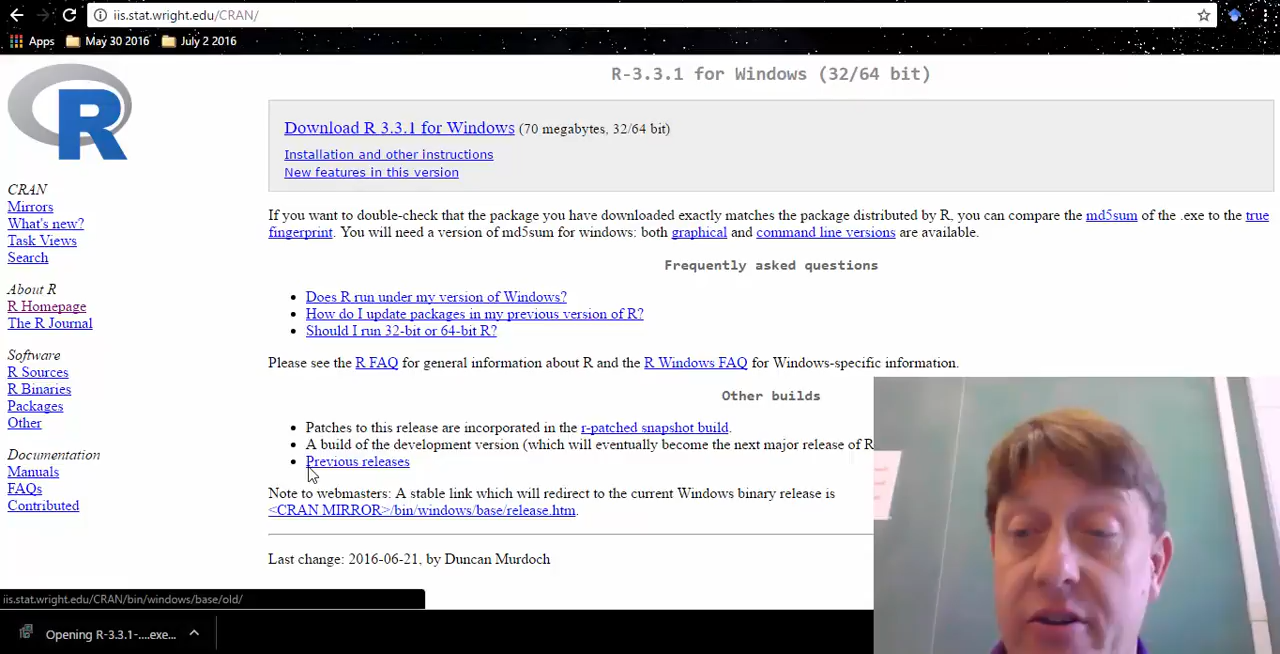 iis.stat.wright.edu/CRAN/
Apps May 30 2016 July 2 2016
R
CRAN
Mirrors
What's new?
Task Views
Search
About R
R Homepage
The R Journal
Software
R Sources
R Binaries
Packages
Other
Documentation
Manuals
FAQs
Contributed
R-3.3.1 for Windows (32/64 bit)
Download R 3.3.1 for Windows (70 megabytes, 32/64 bit)
Installation and other instructions
New features in this version
If you want to double-check that the package you have downloaded exactly matches the package distributed by R, you can compare the md5sum of the .exe to the true
fingerprint. You will need a version of md5sum for windows: both graphical and command line versions are available.
Frequently asked questions
• Does R run under my version of Windows?
• How do I update packages in my previous version of R?
• Should I run 32-bit or 64-bit R?
Please see the R FAQ for general information about R and the R Windows FAQ for Windows-specific information.
Other builds
• Patches to this release are incorporated in the r-patched snapshot build.
• A build of the development version (which will eventually become the next major release of R
• Previous releases
Note to webmasters: A stable link which will redirect to the current Windows binary release is
<CRAN MIRROR>/bin/windows/base/release.htm.
Last change: 2016-06-21, by Duncan Murdoch
iis.stat.wright.edu/CRAN/bin/windows/base/old/
Opening R-3.3.1-....exe...